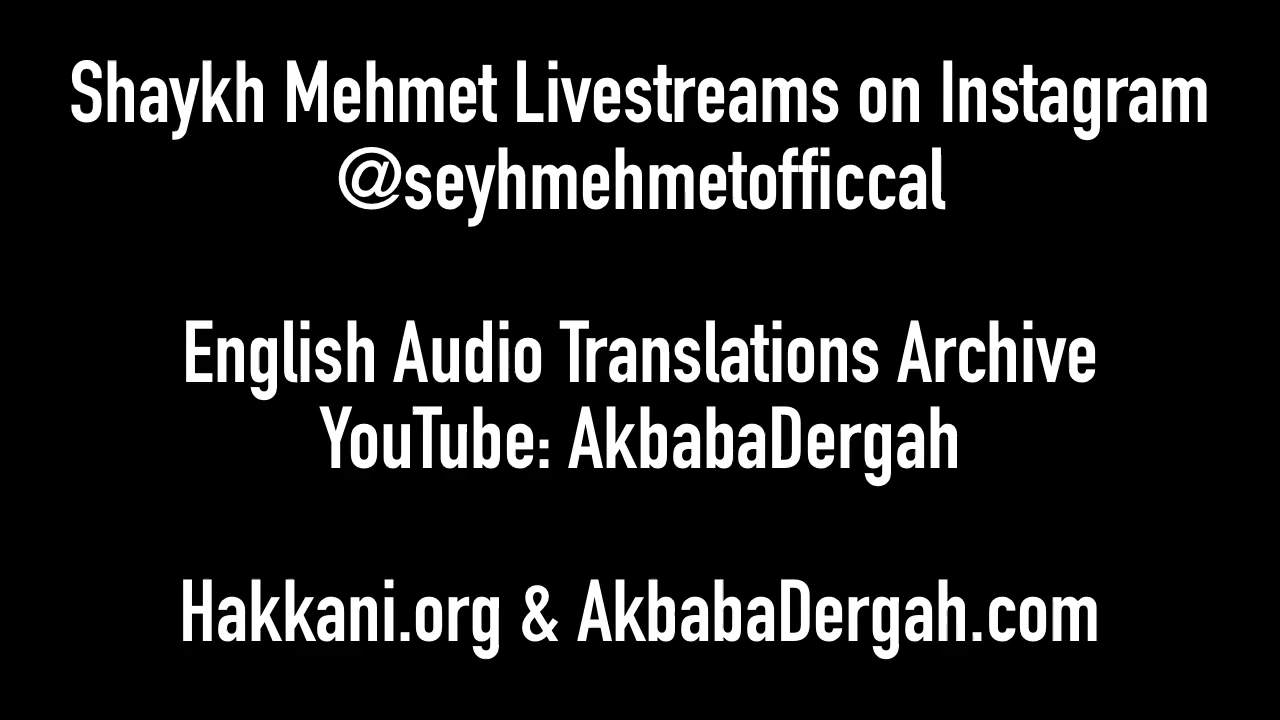 Shaykh Mehmet Livestreams on Instagram
@seyhmehmetofficcal
English Audio Translations Archive
YouTube: AkbabaDergah
Hakkani.org & AkbabaDergah.com